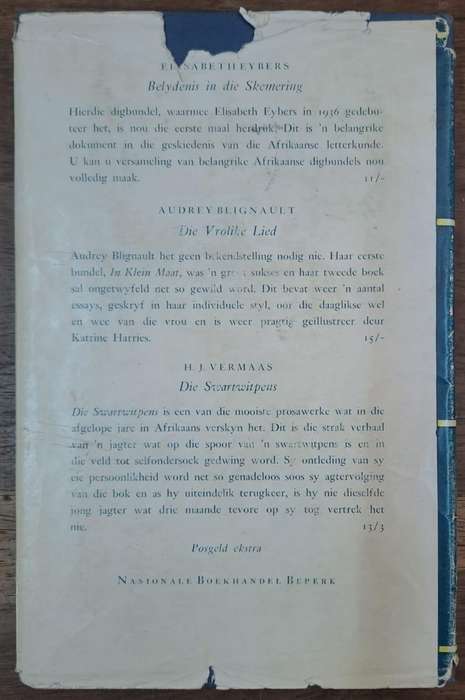 ELISABETH EYBERS
Belydenis in die Skemering
Hierdie digbundel, waarmee Elisabeth Eybers in 1936 gedebu-
teer het, is nou die eerste maal herdruk. Dit is 'n belangrike
dokument in die geskiedenis van die Afrikaanse letterkunde.
U kan u versameling van belangrike Afrikaanse digbundels nou
volledig maak. 11/-
AUDREY BLIGNAULT
Die Vrolike Lied
Audrey Blignault het geen bekendstelling nodig nie. Haar eerste
bundel, In Klein Maat, was 'n groot sukses en haar tweede boek
sal ongetwyfeld net so gewild word. Dit bevat weer 'n aantal
essays, geskryf in haar individuele styl, oor die daaglikse wel
en wee van die vrou en is weer pragtig geïllustreer deur
Katrine Harries. 15/-
H. J. VERMAAS
Die Swartwitpens
Die Swartwitpens is een van die mooiste prosawerke wat in die
afgelope jare in Afrikaans verskyn het. Dit is die strak verhaal
van 'n jagter wat op die spoor van 'n swartwitpens is en in
die veld tot selfondersoek gedwing word. Sy ontleding van sy
eie persoonlikheid word net so genadeloos soos sy agtervolging
van die bok en as hy uiteindelik terugkeer, is hy nie dieselfde
jong jagter wat drie maande tevore op sy tog vertrek het
nie. 13/3
Posgeld ekstra
NASIONALE BOEKHANDEL BEPERK